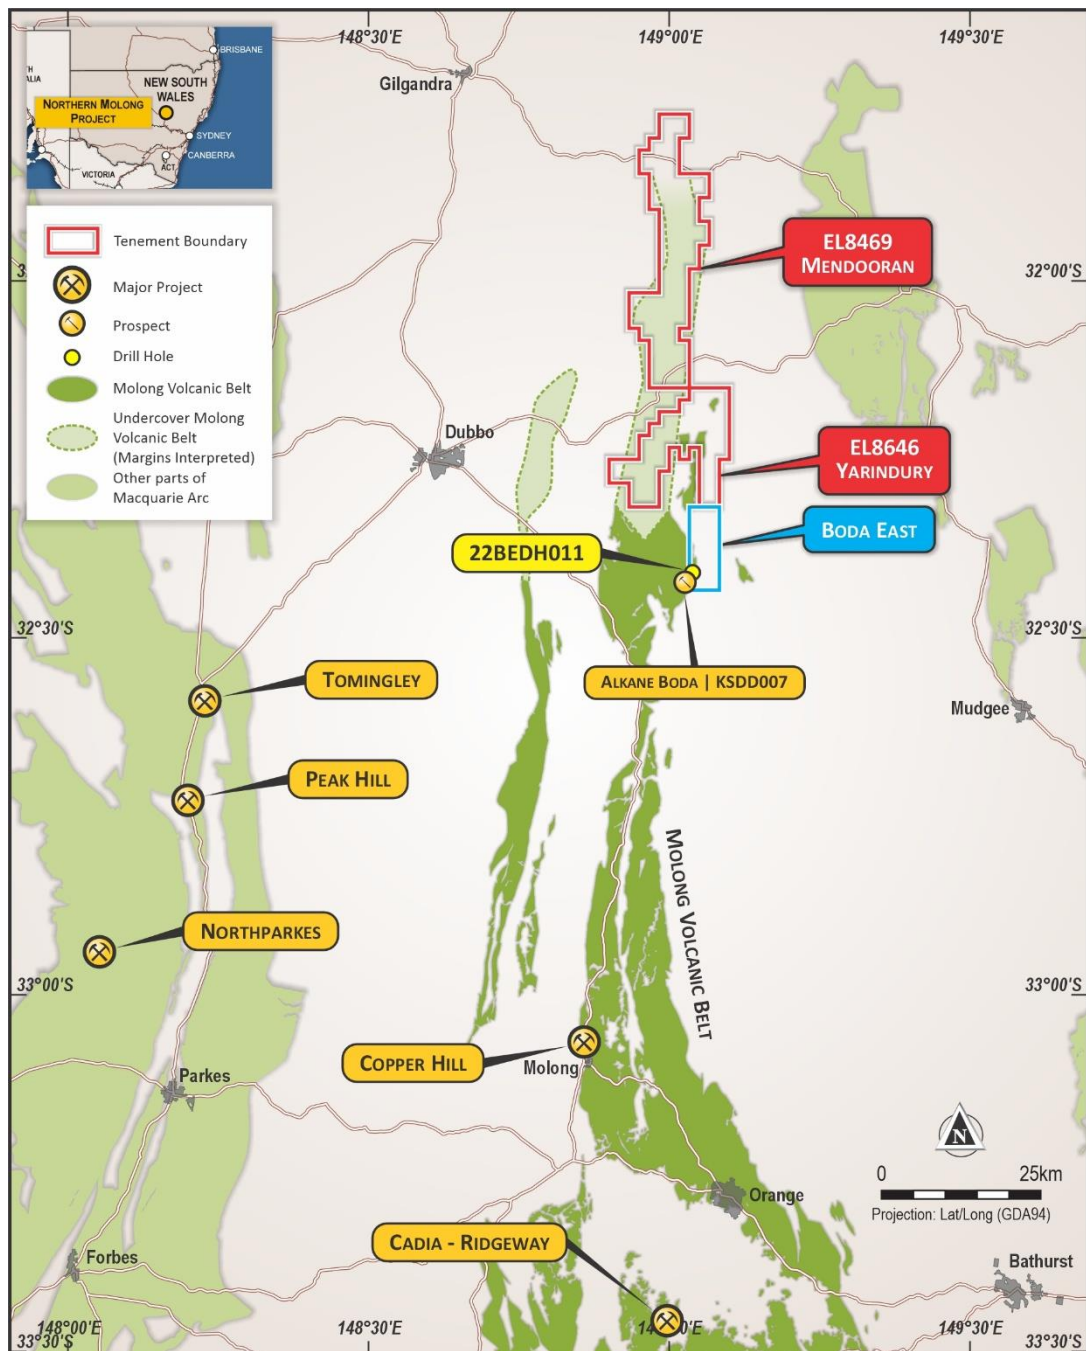 148°30'E
149°00'E
149°30'E
BRISBANE
NEW SOUTH
WALES
NORTHERN MOLONG
PROJECT
SYDNEY
CANBERRA
ACT
VICTORIA
Gilgandra
Tenement Boundary
Major Project
Prospect
Drill Hole
Molong Volcanic Belt
Undercover Molong
Volcanic Belt
(Margins Interpreted)
Other parts of
Macquarie Arc
EL8469
MENDOORAN
32°00'S
Dubbo
EL8646
YARINDURY
BODA EAST
22BEDH011
32°30'S
32°30'S
ALKANE BODA | KSDD007
TOMINGLEY
Mudgee
PEAK HILL
MOLONG VOLCANIC BELT
NORTHPARKES
33°00'S
33°00'S
COPPER HILL
Molong
Parkes
N
0 25km
Projection: Lat/Long (GDA94)
Orange
CADIA - RIDGEWAY
Forbes
Bathurst
148°00'E
148°30'E
149°30'E
33°30'S
33°30'S